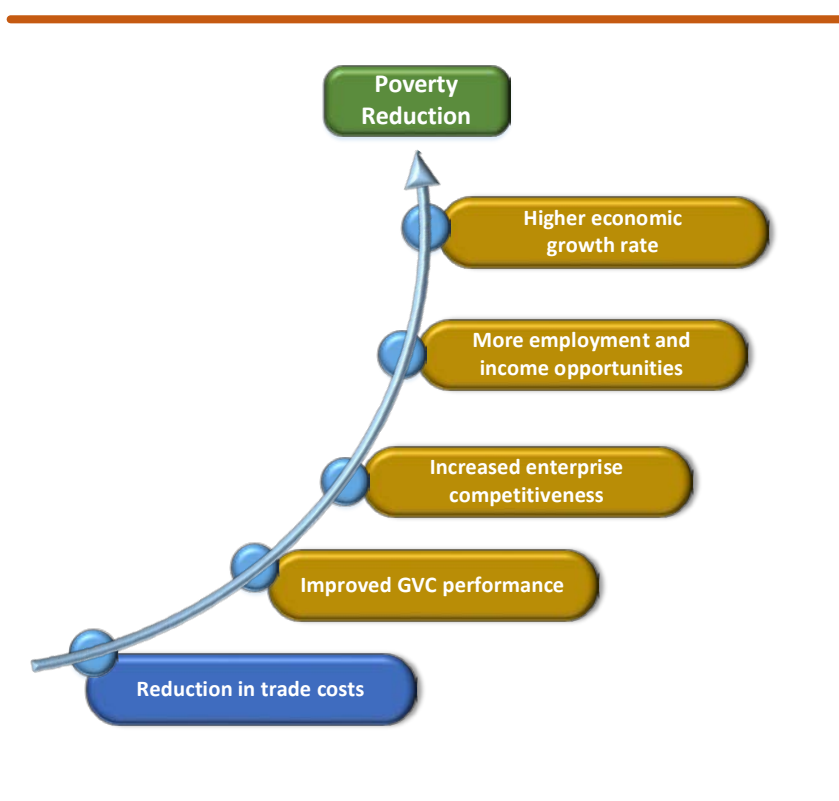 Poverty
Reduction
Higher economic
growth rate
More employment and
income opportunities
Increased enterprise
competitiveness
Improved GVC performance
Reduction in trade costs